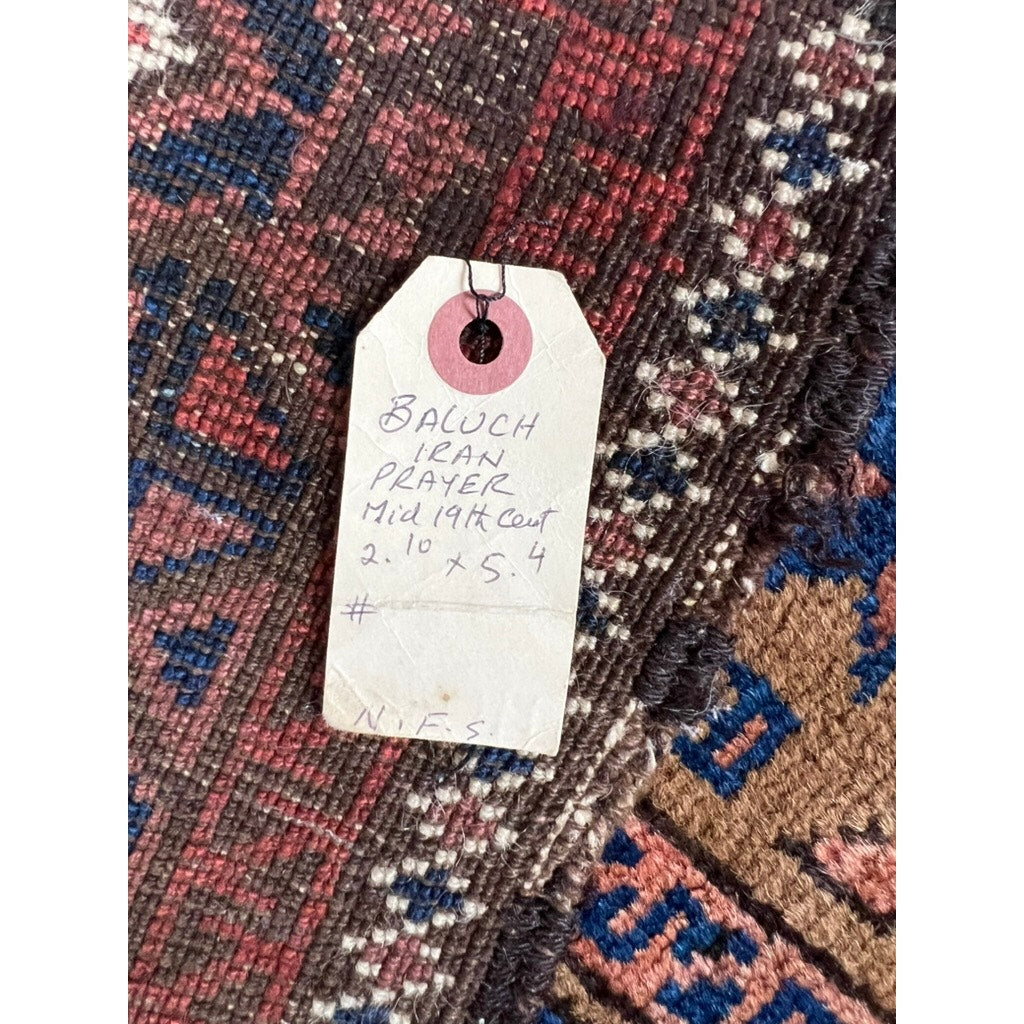 BALUCH
IRAN
PRAYER
Mid 19th Cent
2.10 x 5.4
#
N.F.S.